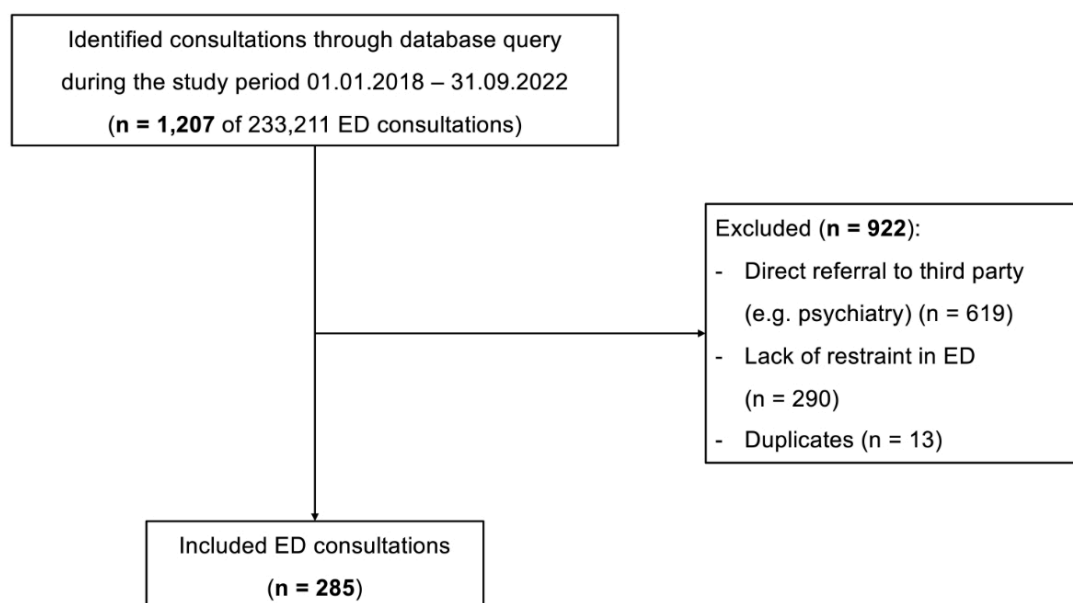 Identified consultations through database query
during the study period 01.01.2018 – 31.09.2022
(n = 1,207 of 233,211 ED consultations)
Excluded (n = 922):
- Direct referral to third party
(e.g. psychiatry) (n = 619)
- Lack of restraint in ED
(n = 290)
- Duplicates (n = 13)
Included ED consultations
(n = 285)